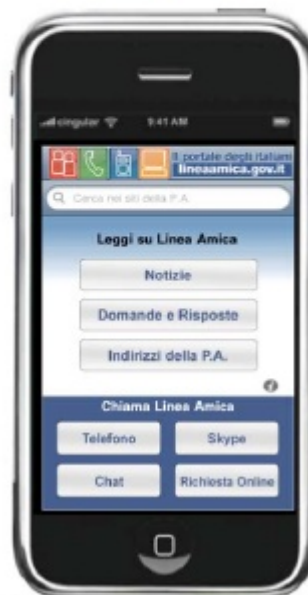 cingular 9:41 AM
Il portale degli italiani
lineaamica.gov.it
Cerca nei siti della P.A.
Leggi su Linea Amica
Notizie
Domande e Risposte
Indirizzi della P.A.
Chiama Linea Amica
Telefono Skype
Chat Richiesta Online